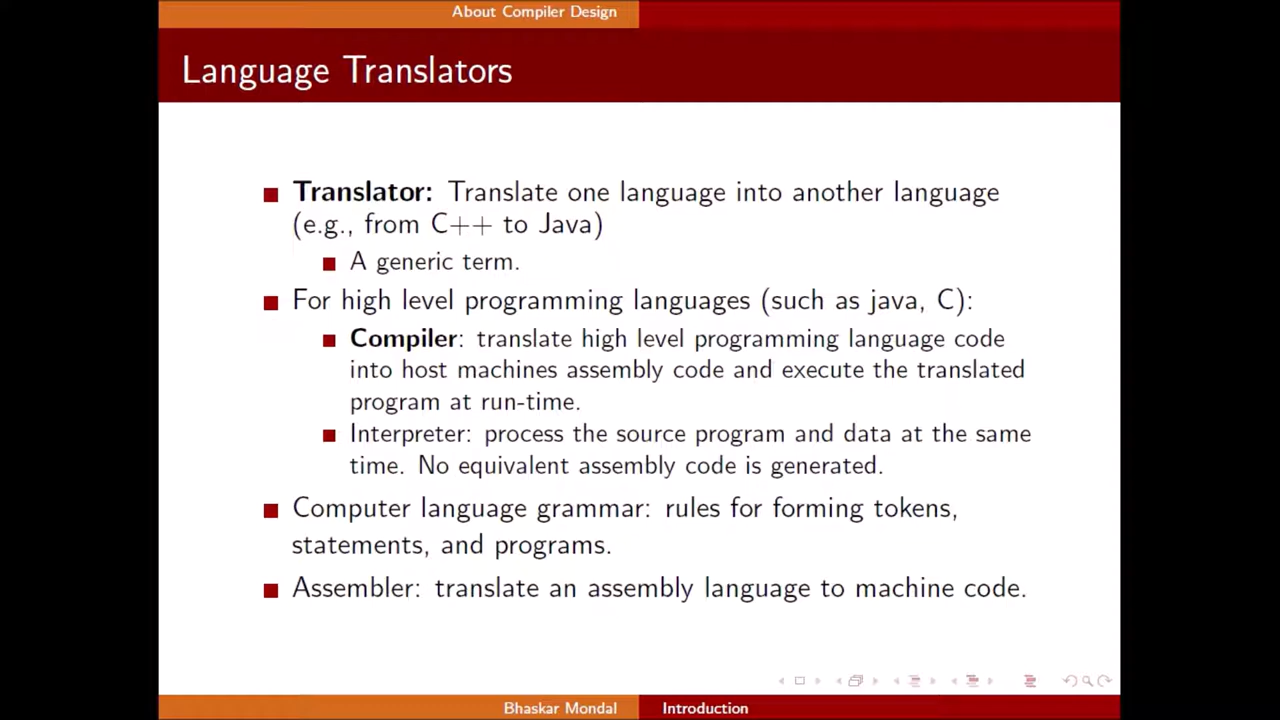 About Compiler Design
Language Translators
Translator: Translate one language into another language
(e.g., from C++ to Java)
A generic term.
For high level programming languages (such as java, C):
Compiler: translate high level programming language code
into host machines assembly code and execute the translated
program at run-time.
Interpreter: process the source program and data at the same
time. No equivalent assembly code is generated.
Computer language grammar: rules for forming tokens,
statements, and programs.
Assembler: translate an assembly language to machine code.
Bhaskar Mondal
Introduction